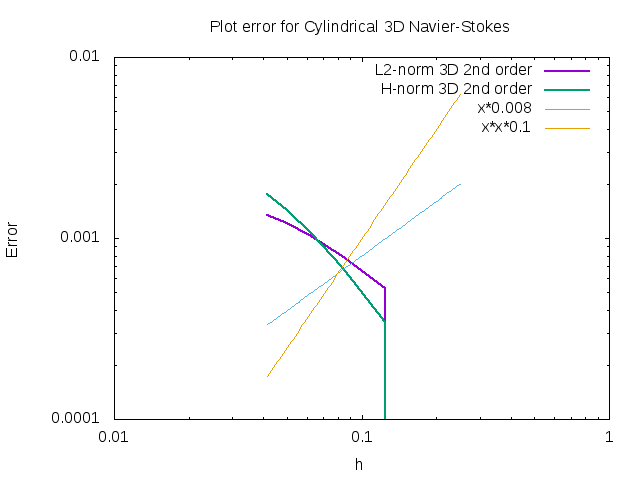 Plot error for Cylindrical 3D Navier-Stokes
0.01
L2-norm 3D 2nd order
H-norm 3D 2nd order
x*0.008
x*x*0.1
Error
0.001
0.0001
0.01
0.1
1
h